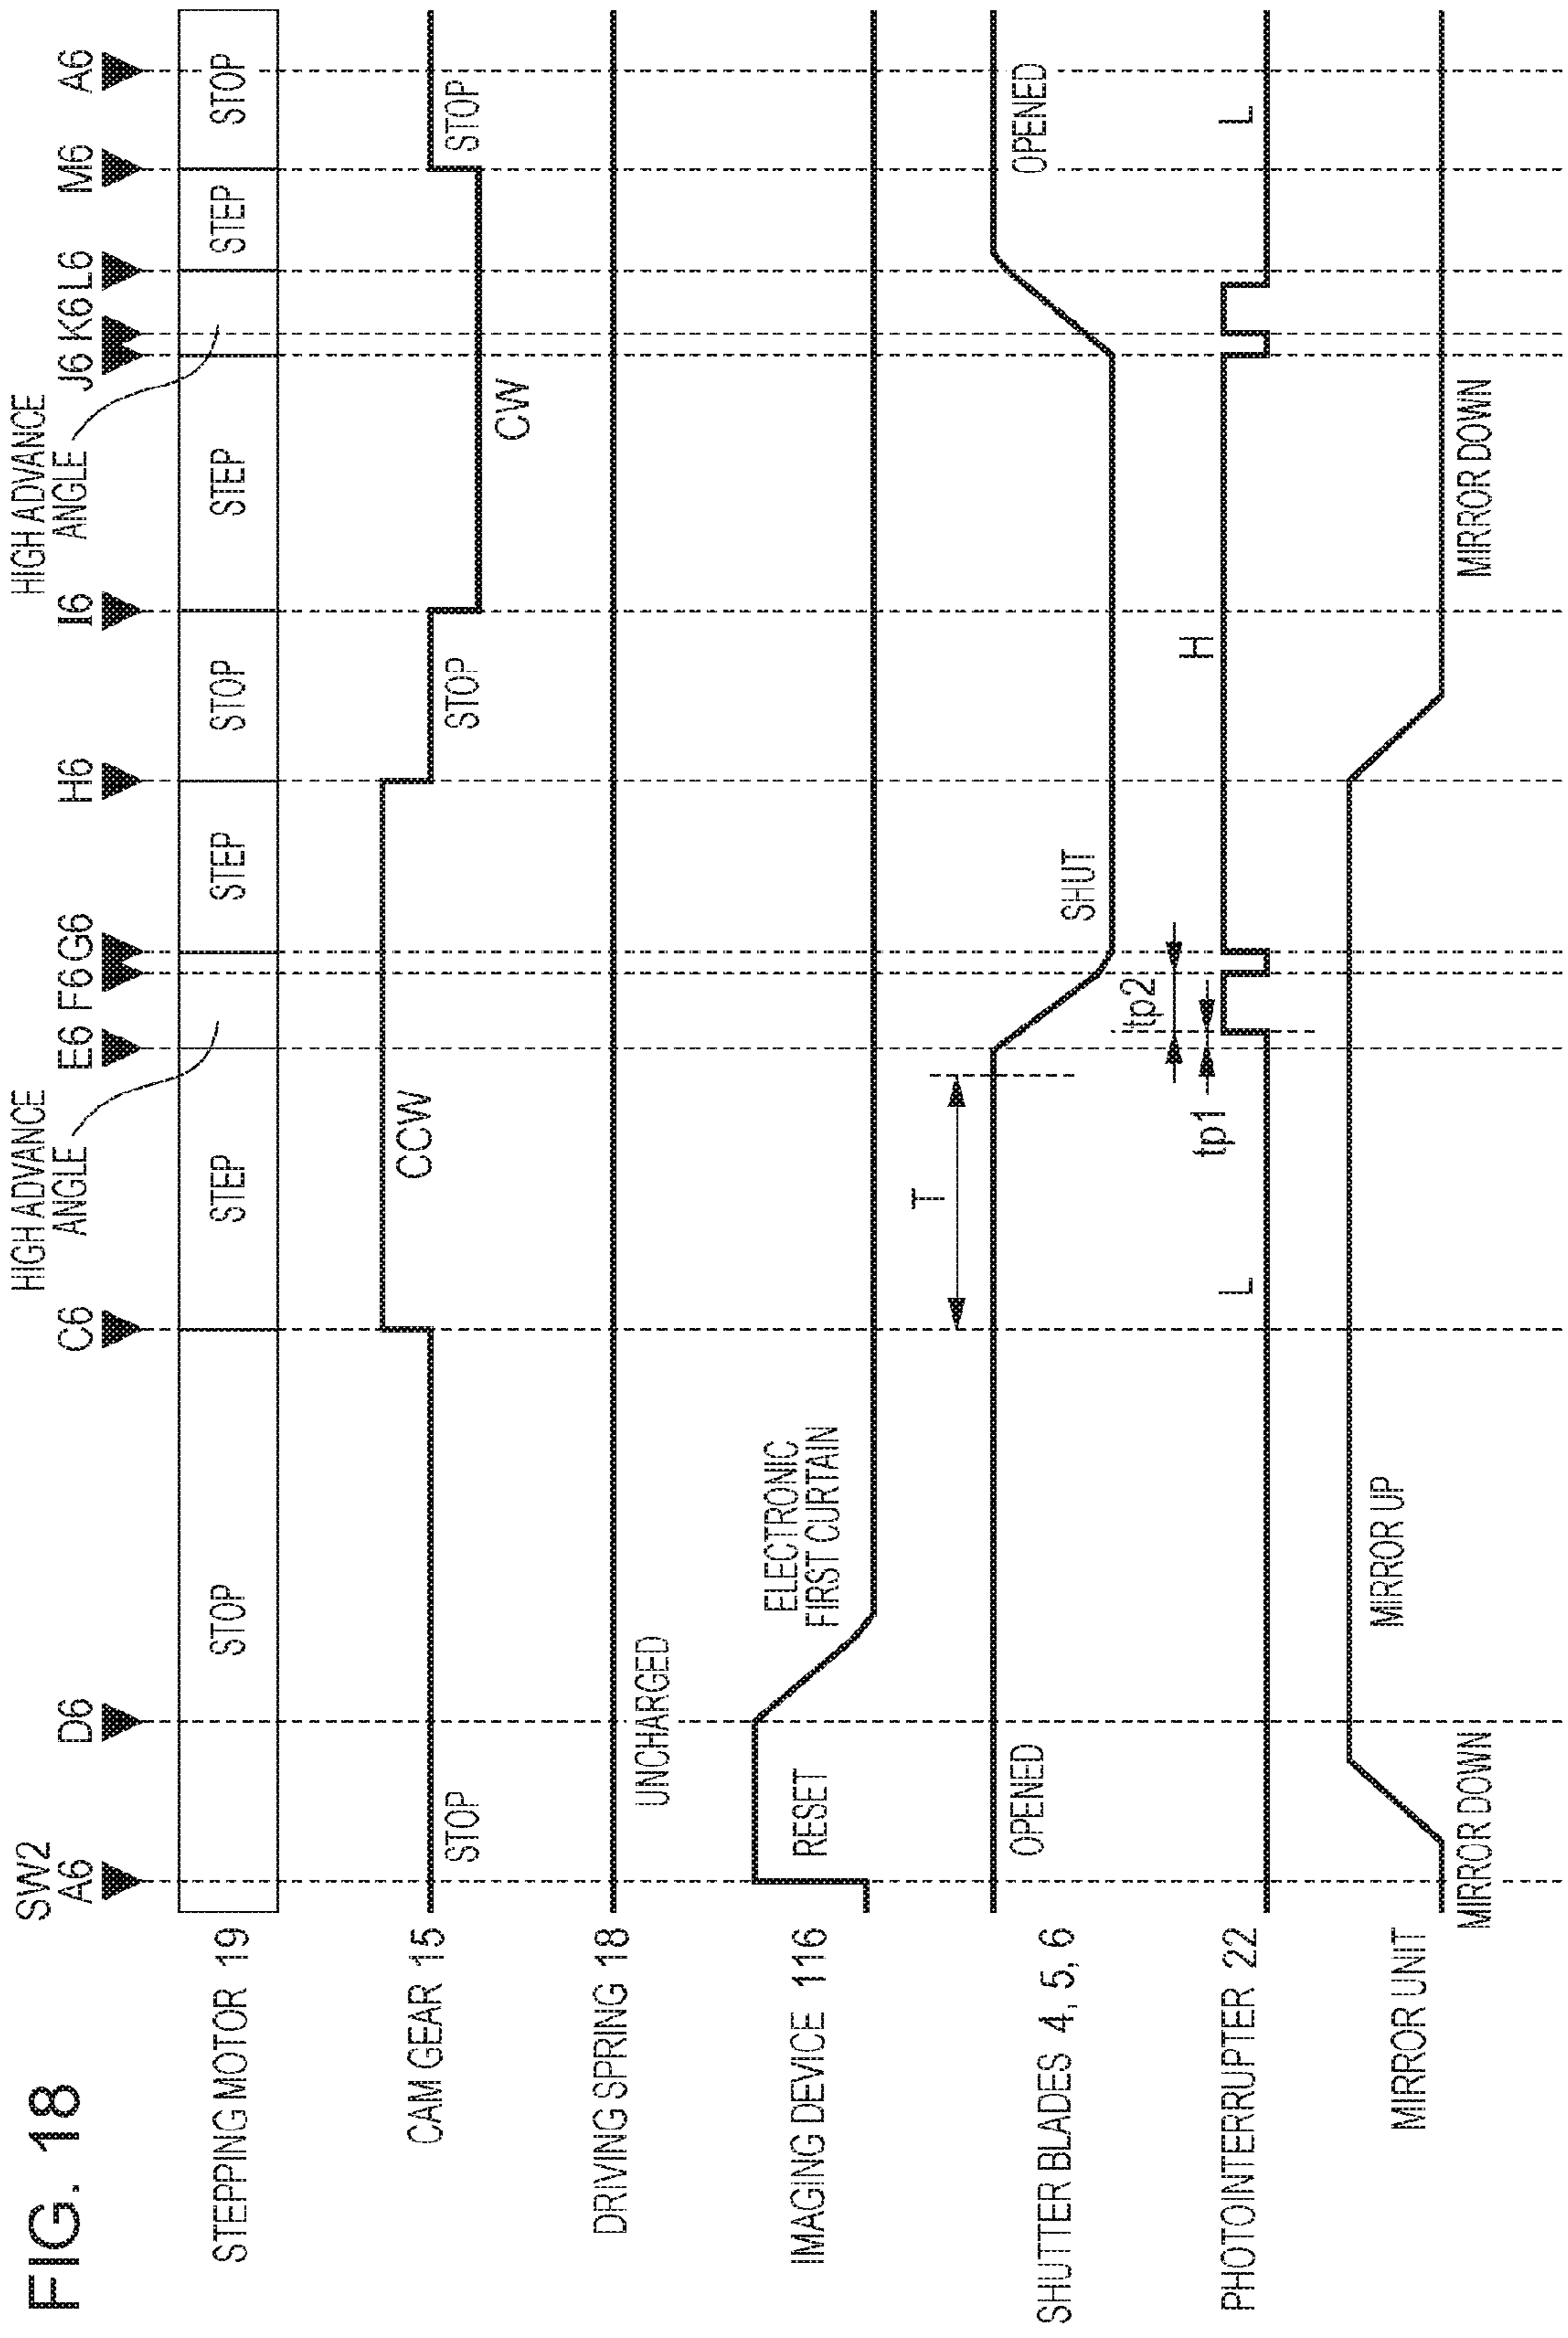 FIG. 18
SW2
A6
D6
C6
HIGH ADVANCE
ANGLE
E6
F6
G6
H6
I6
HIGH ADVANCE
ANGLE
J6
K6
L6
M6
A6
STEPPING MOTOR 19
STOP
STEP
STEP
STOP
STEP
STEP
STOP
CAM GEAR 15
STOP
CCW
STOP
CW
STOP
DRIVING SPRING 18
UNCHARGED
IMAGING DEVICE 116
RESET
ELECTRONIC
FIRST CURTAIN
SHUTTER BLADES 4, 5, 6
OPENED
T
SHUT
OPENED
PHOTOINTERRUPTER 22
L
tp1
tp2
H
L
MIRROR UNIT
MIRROR DOWN
MIRROR UP
MIRROR DOWN